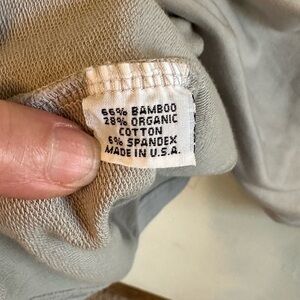 66% BAMBOO
28% ORGANIC
COTTON
6% SPANDEX
MADE IN U.S.A.